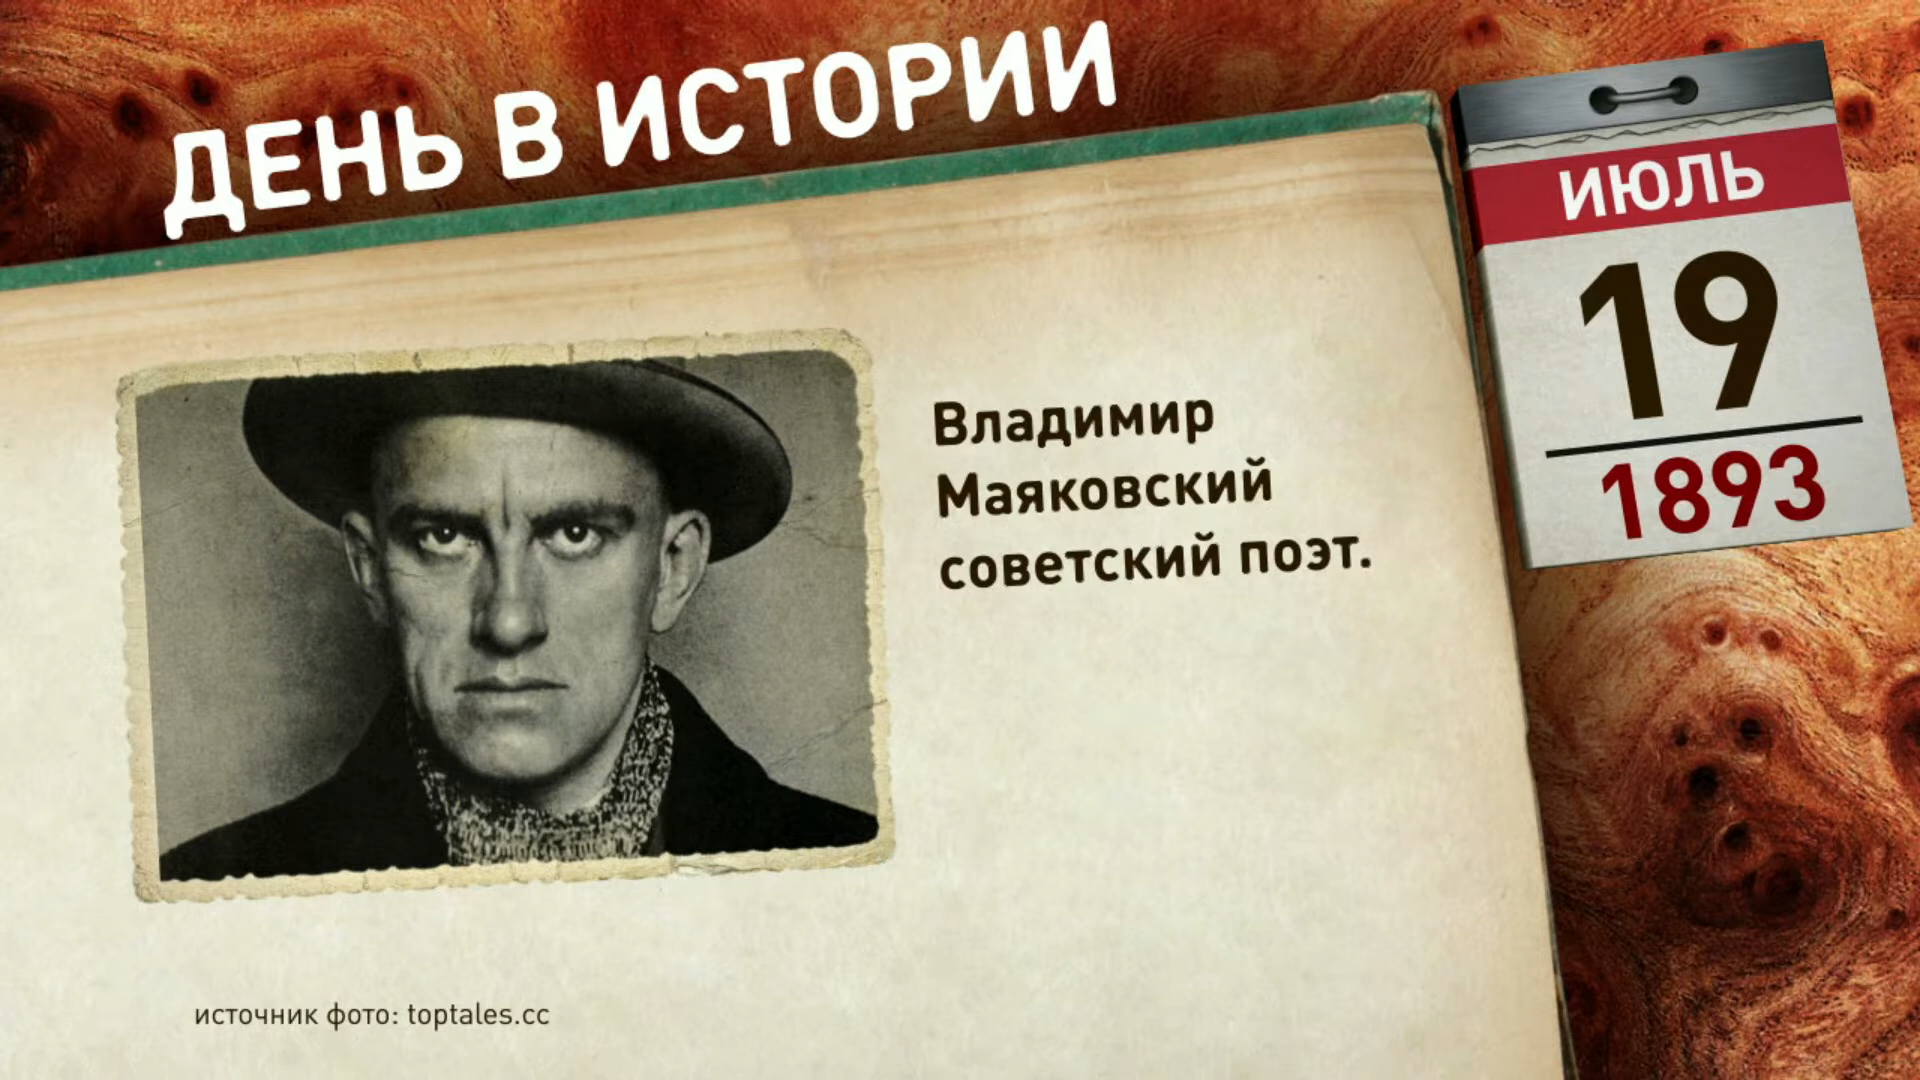 ДЕНЬ В ИСТОРИИ
ИЮЛЬ
19
1893
Владимир
Маяковский
советский поэт.
источник фото: toptales.cc